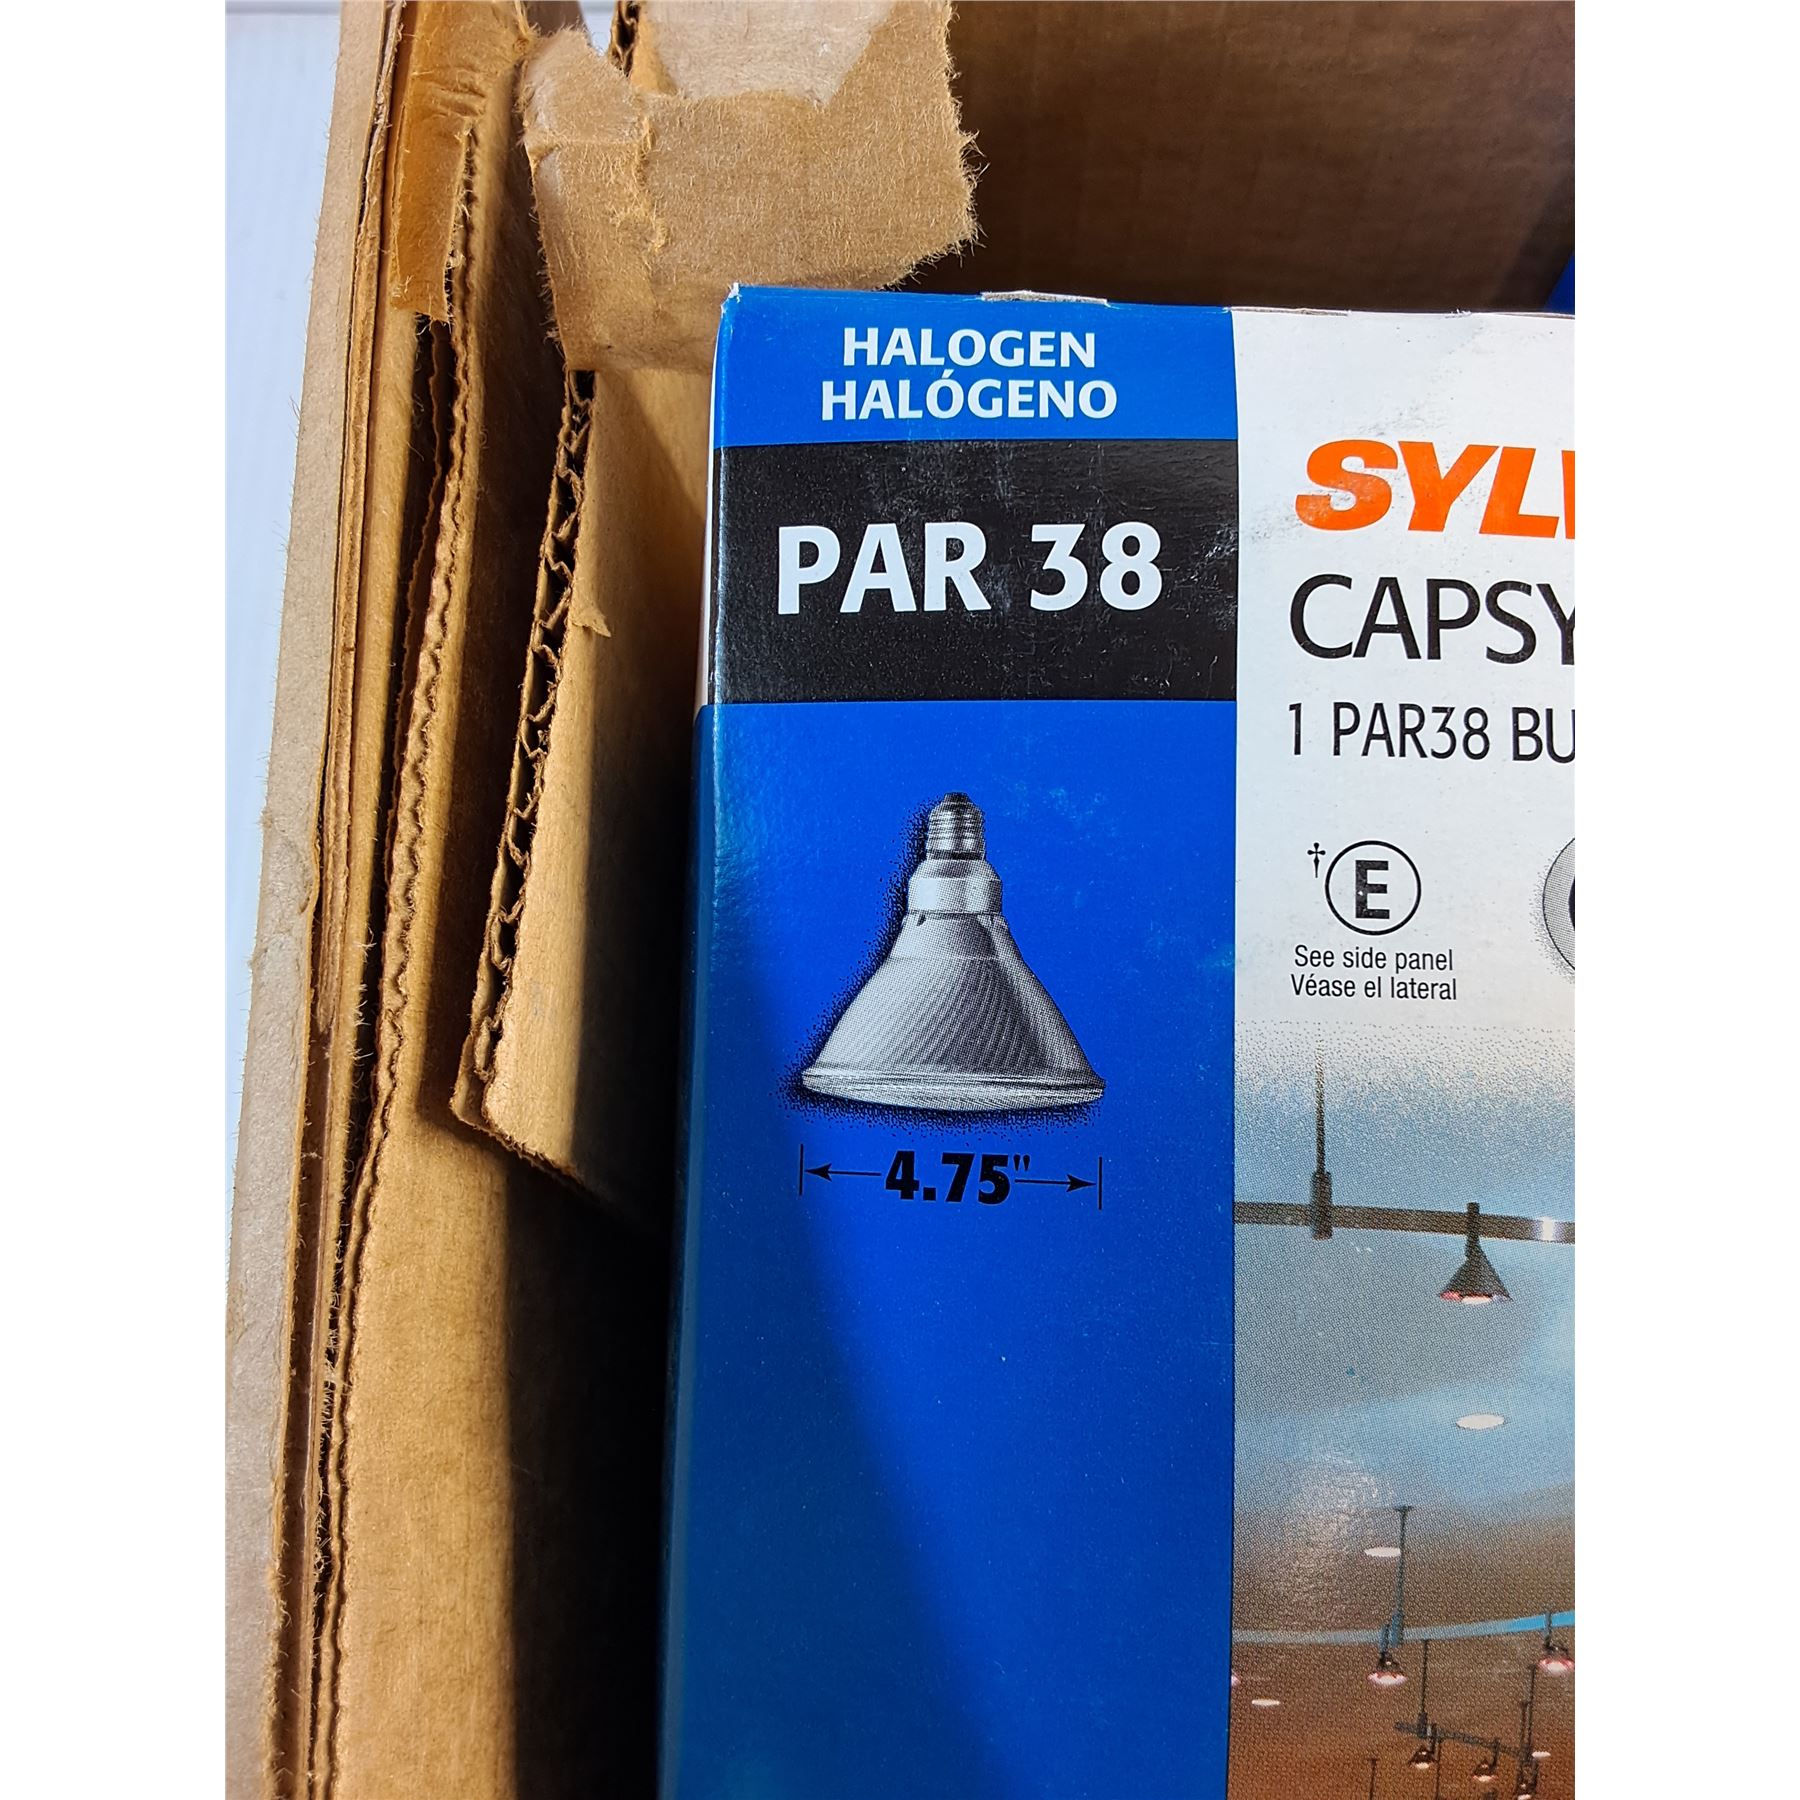 HALOGEN
HALÓGENO
PAR 38
4.75"
SYL
CAPSY
1 PAR38 BU
† E
See side panel
Véase el lateral